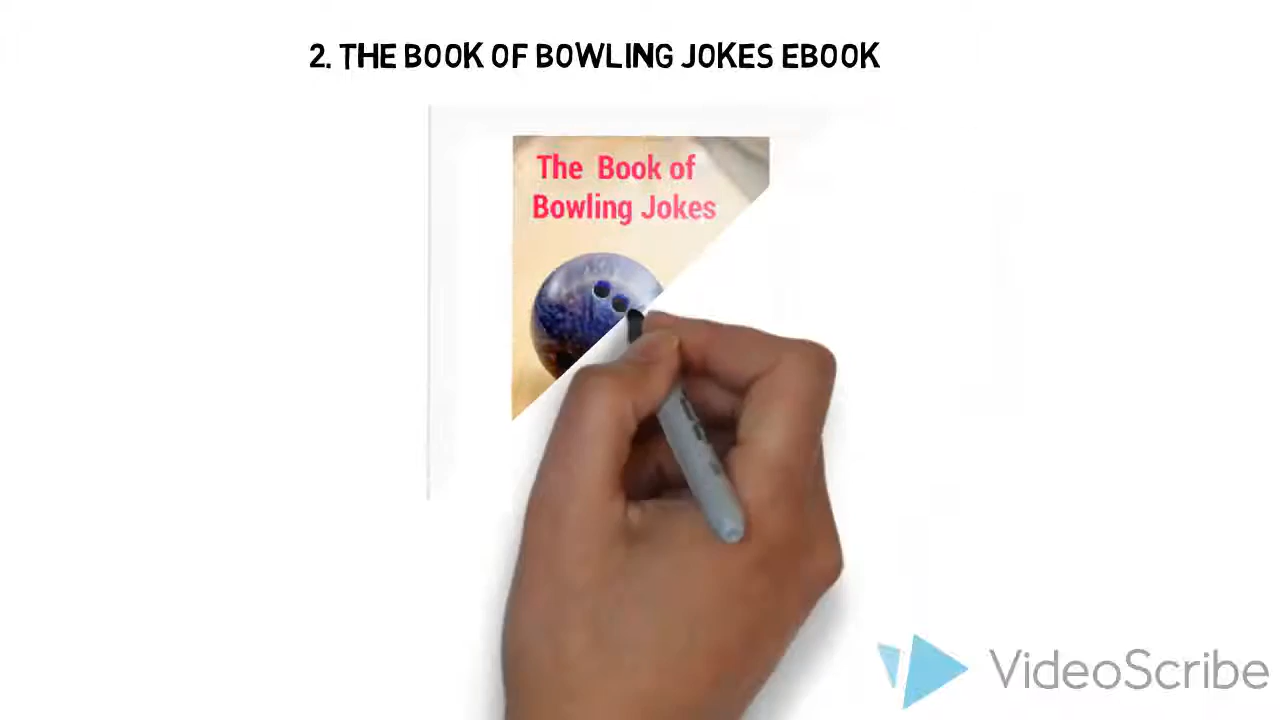 2. THE BOOK OF BOWLING JOKES EBOOK
The Book of
Bowling Jokes
VideoScribe